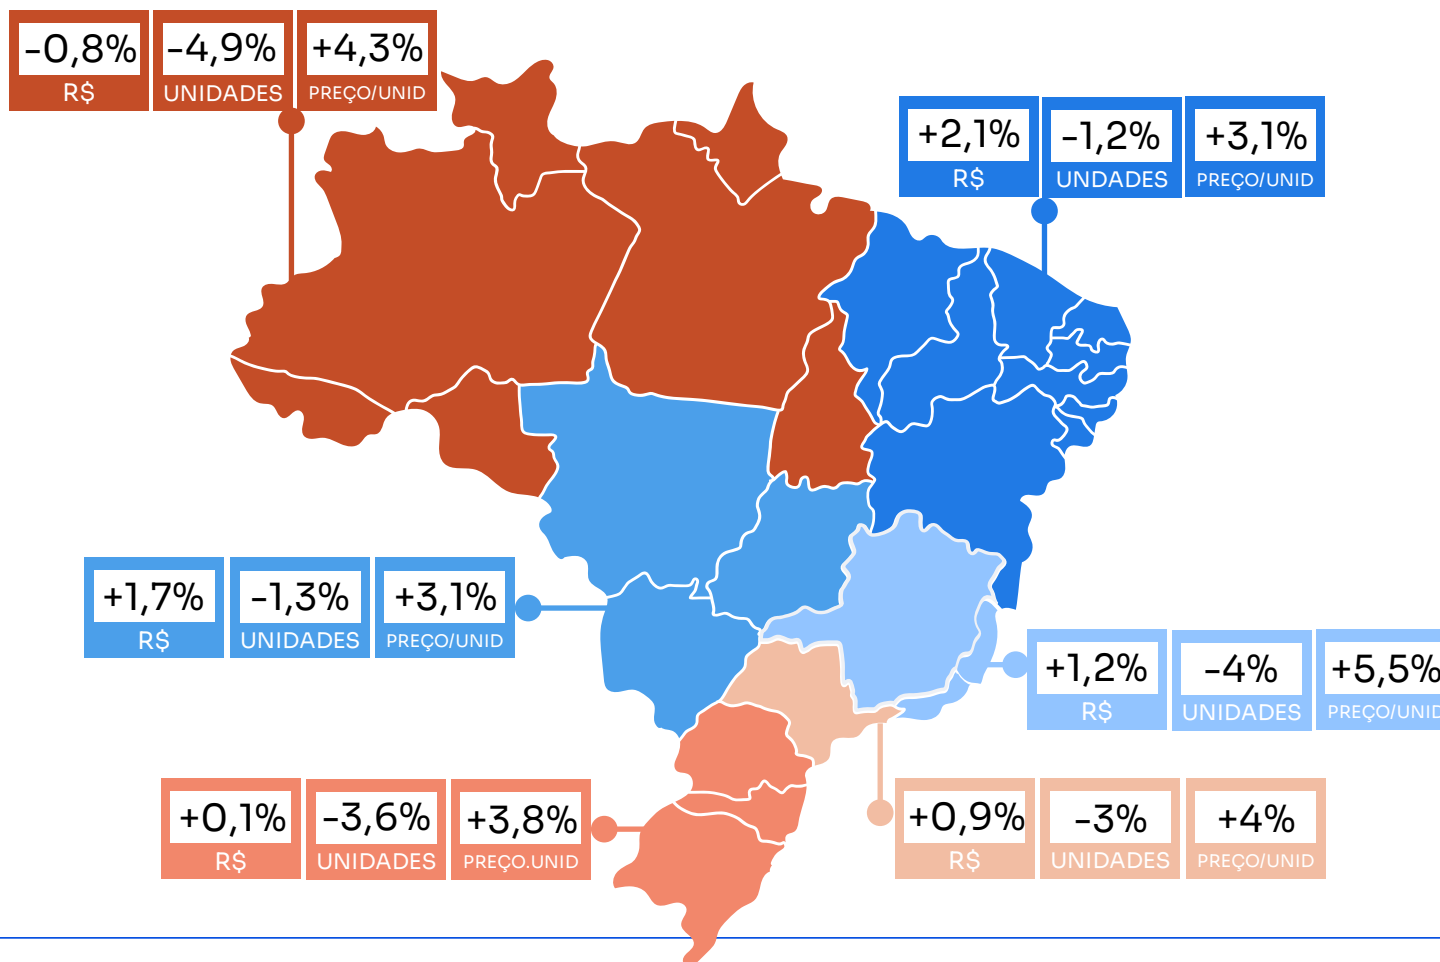 -0,8% -4,9% +4,3%
R$ UNIDADES PREÇO/UNID
+2,1% -1,2% +3,1%
R$ UNDADES PREÇO/UNID
+1,7% -1,3% +3,1%
R$ UNIDADES PREÇO/UNID
+1,2% -4% +5,5%
R$ UNIDADES PREÇO/UNID
+0,1% -3,6% +3,8%
R$ UNIDADES PREÇO.UNID
+0,9% -3% +4%
R$ UNIDADES PREÇO/UNID